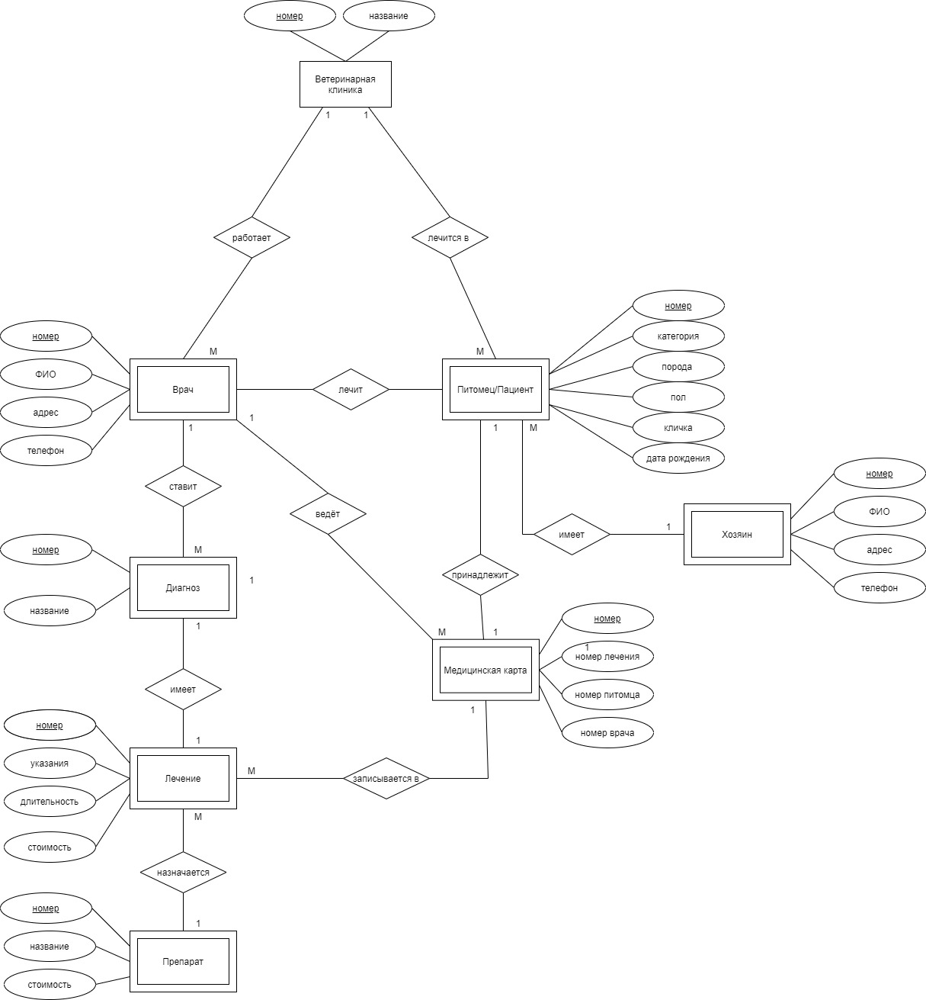 номер
название
Ветеринарная
клиника
1
1
работает
лечится в
M
M
номер
ФИО
адрес
телефон
Врач
лечит
Питомец/Пациент
номер
категория
порода
пол
кличка
дата рождения
1
1
1
M
ставит
ведёт
принадлежит
имеет
1
Хозяин
номер
ФИО
адрес
телефон
номер
название
M
Диагноз
1
1
имеет
1
M
1
Медицинская карта
1
номер
1
номер лечения
номер питомца
номер врача
номер
указания
длительность
стоимость
Лечение
M
записывается в
M
назначается
1
номер
название
стоимость
Препарат